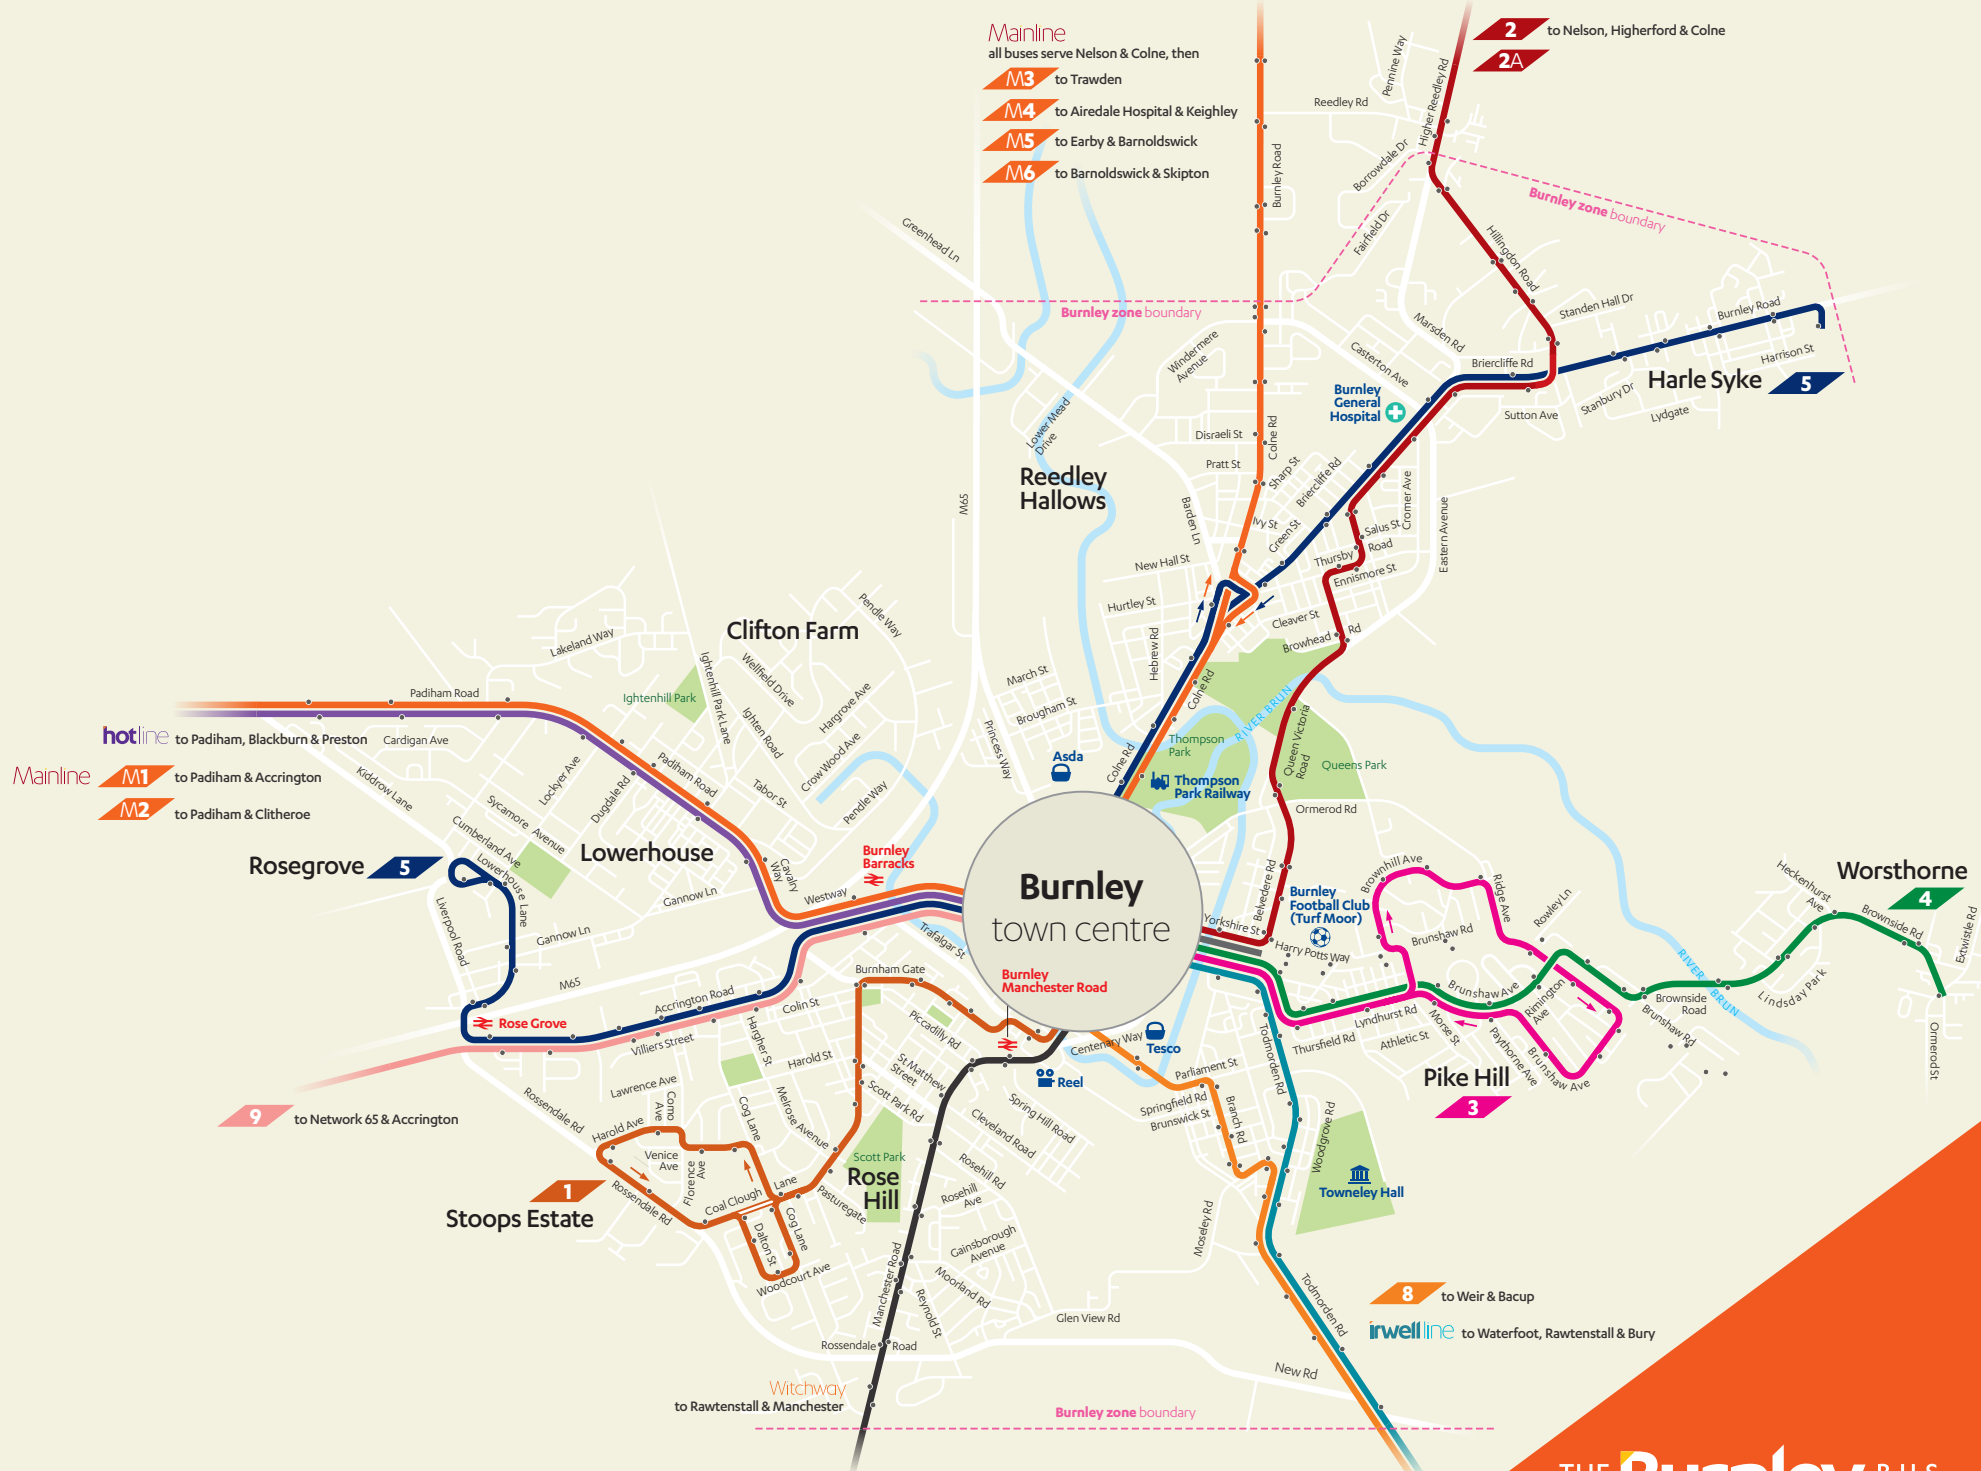 Mainline
all buses serve Nelson & Colne, then
M3 to Trawden
M4 to Airedale Hospital & Keighley
M5 to Earby & Barnoldswick
M6 to Barnoldswick & Skipton
2 to Nelson, Higherford & Colne
2A
Pennine Way
Reedley Rd
Higher Reedley Rd
Borrowdale Dr
Burnley Road
Fairfield Dr
Burnley zone boundary
Hillingdon Road
Greenhead Ln
Burnley zone boundary
Standen Hall Dr
Burnley Road
Harrison St
Marsden Rd
Windermere
Avenue
Casterton Ave
Briercliffe Rd
Harle Syke 5
Stanbury Dr
Lydgate
Sutton Ave
Burnley
General
Hospital
Lower Mead
Drive
Disraeli St
Colne Rd
Pratt St
Sharp St
Briercliffe Rd
Reedley
Hallows
M65
Barden Ln
Ivy St
Green St
Cromer Ave
Eastern Avenue
Salus St
Thursby
Road
Ennismore St
New Hall St
Hurtley St
Cleaver St
Browhead
Rd
Hebrew Rd
Colne Rd
RIVER BRUN
Pendle Way
Clifton Farm
Lakeland Way
Ightenhill Park Lane
Wellfield Drive
March St
Brougham St
Princess Way
Ightenhill Park
Ighten Road
Hargrove Ave
Crow Wood Ave
Padiham Road
hotline to Padiham, Blackburn & Preston
Cardigan Ave
Mainline M1 to Padiham & Accrington
M2 to Padiham & Clitheroe
Kiddrow Lane
Lockyer Ave
Dugdale Rd
Padiham Road
Tabor St
Pendle Way
Sycamore Avenue
Cumberland Ave
Lowerhouse Lane
Lowerhouse
Asda
Colne Rd
Thompson
Park
Thompson
Park Railway
Queen Victoria
Road
Queens Park
Ormerod Rd
Rosegrove 5
Burnley
Barracks
Cavalry
Way
Westway
Gannow Ln
Gannow Ln
Liverpool Road
M65
Burnley
town centre
Burnley
Manchester Road
Trafalgar St
Belvedere Rd
Yorkshire St
Harry Potts Way
Burnley
Football Club
(Turf Moor)
Brownhill Ave
Ridge Ave
Rowley Ln
Brunshaw Rd
Heckenhurst
Ave
Worsthorne
4
Brownside Rd
Extwistle Rd
Lindsday Park
RIVER BRUN
Brownside
Road
Brunshaw Rd
Brunshaw Ave
Rimington
Ave
Lyndhurst Rd
Morse St
Paythorne Ave
Brunshaw Ave
Thursfield Rd
Athletic St
Ormerod St
Pike Hill
3
Burnham Gate
Accrington Road
Colin St
Rose Grove
Villiers Street
Hargher St
Harold St
Piccadilly Rd
St Matthew
Street
Scott Park Rd
Centenary Way
Tesco
Reel
Parliament St
Todmorden Rd
Springfield Rd
Brunswick St
Branch Rd
Woodgrove Rd
Towneley Hall
9 to Network 65 & Accrington
Rossendale Rd
Lawrence Ave
Como
Ave
Harold Ave
Venice
Ave
Florence
Ave
Cog Lane
Melrose Avenue
Spring Hill Road
Cleveland Road
Rosehill Rd
Rosehill
Ave
Scott Park
Rose
Hill
1
Stoops Estate
Rossendale Rd
Coal Clough
Lane
Dalton St
Cog Lane
Pasturegate
Woodcourt Ave
Gainsborough
Avenue
Moorland Rd
Reynold St
Manchester Road
Moseley Rd
Glen View Rd
Rossendale
Road
New Rd
Todmorden Rd
8 to Weir & Bacup
irwell line to Waterfoot, Rawtenstall & Bury
Witchway
to Rawtenstall & Manchester
Burnley zone boundary
THE Burnley BUS